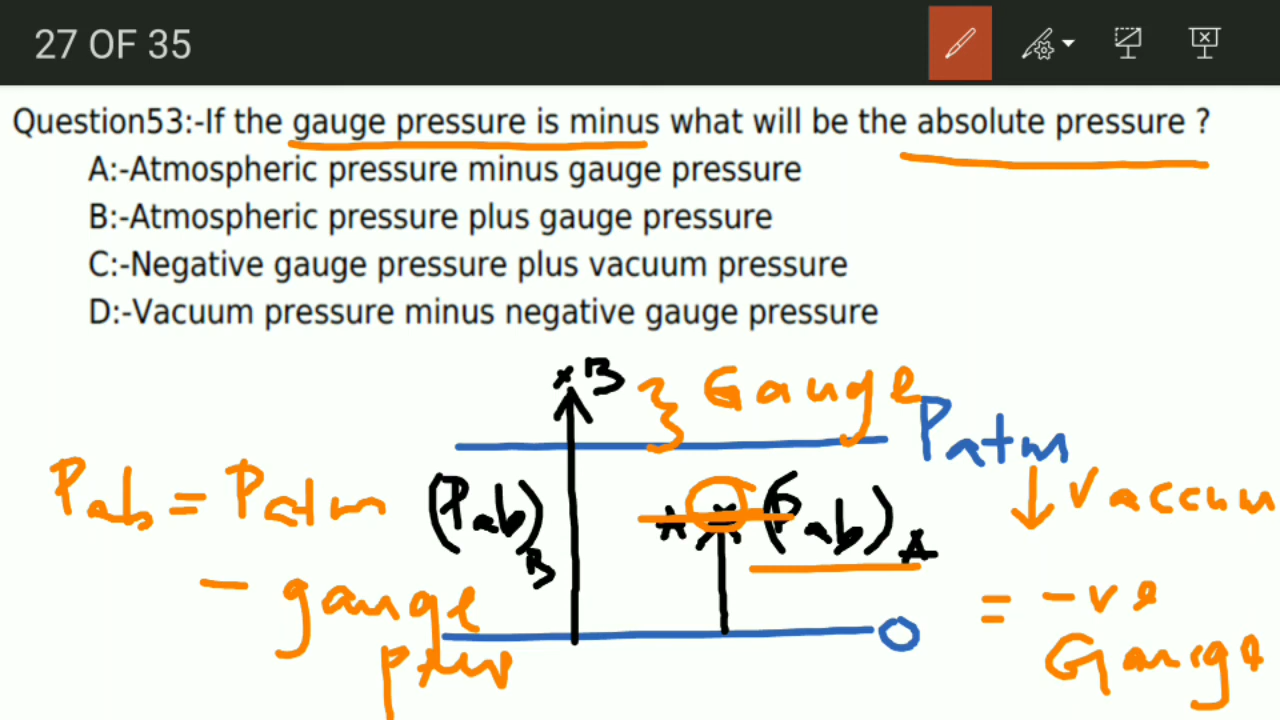 27 OF 35
Question53:-If the gauge pressure is minus what will be the absolute pressure ?
A:-Atmospheric pressure minus gauge pressure
B:-Atmospheric pressure plus gauge pressure
C:-Negative gauge pressure plus vacuum pressure
D:-Vacuum pressure minus negative gauge pressure
B
Gauge
Patm
Pab = Patm
(Pab)B
A
(Pab)A
Vaccum
- gauge
= -ve
Gauge
O